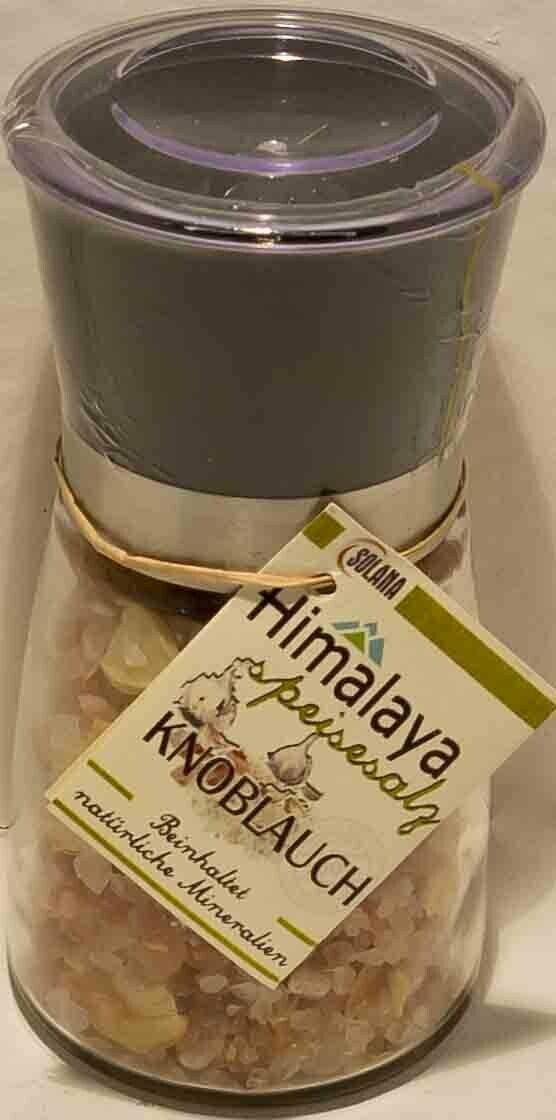 SOLANA
Himalaya
speisesalz
KNOBLAUCH
Beinhaltet
natürliche Mineralien